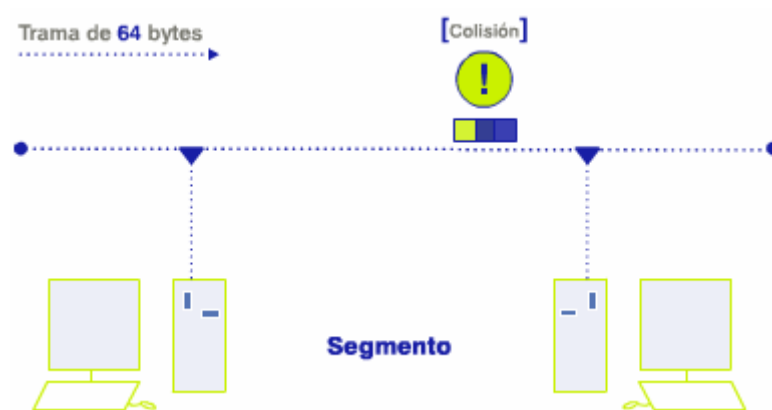 Trama de 64 bytes
[Colisión]
!
Segmento